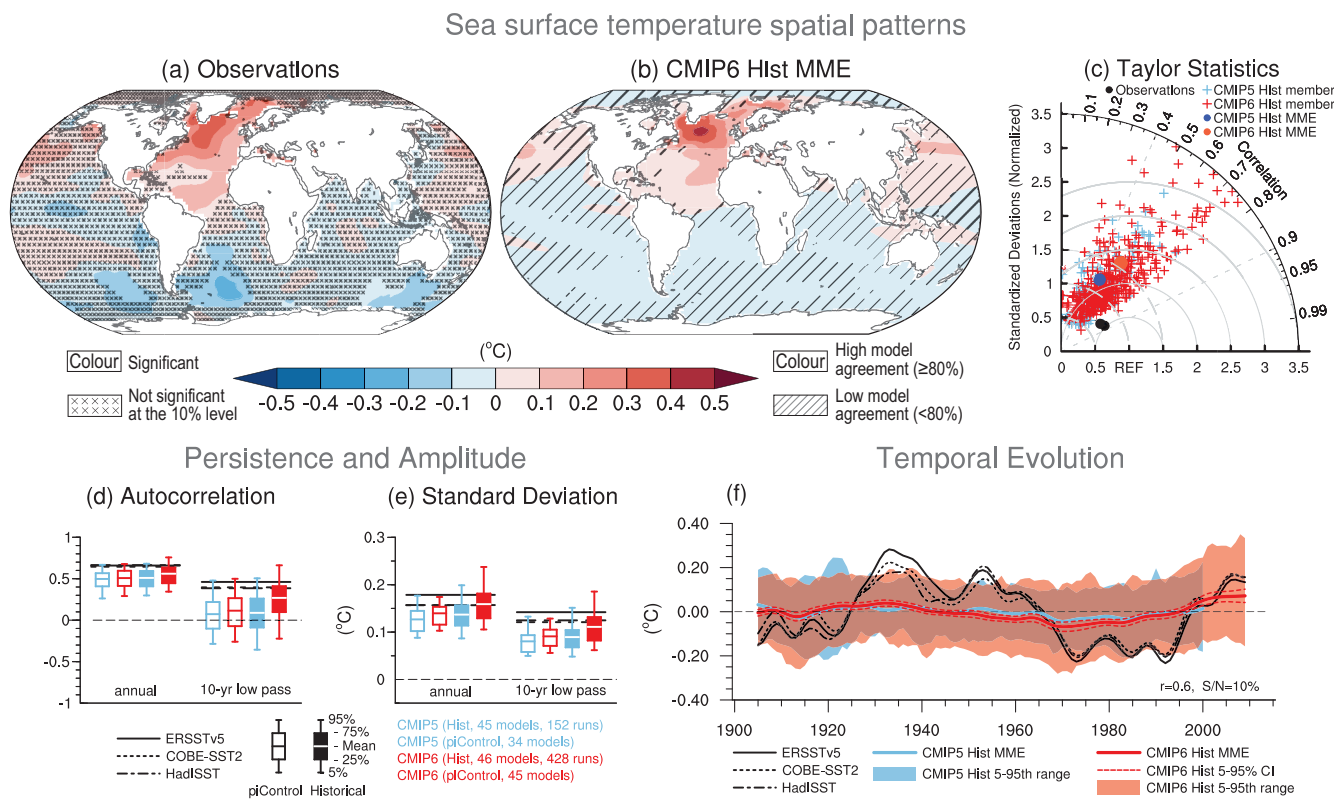 Sea surface temperature spatial patterns
(a) Observations
(b) CMIP6 HIst MME
(c) Taylor Statistics
Observations
CMIP5 HIst member
CMIP6 HIst member
CMIP5 HIst MME
CMIP6 HIst MME
Standardized Deviations (Normalized)
3.5
3
2.5
2
1.5
1
0.5
0
0.1
0.2
0.3
0.4
0.5
0.6
0.7
0.8
0.9
0.95
0.99
Correlation
0 0.5 REF 1.5 2 2.5 3 3.5
Colour Significant
Not significant
at the 10% level
(°C)
-0.5 -0.4 -0.3 -0.2 -0.1 0 0.1 0.2 0.3 0.4 0.5
Colour High model
agreement (≥80%)
Low model
agreement (<80%)
Persistence and Amplitude
(d) Autocorrelation
1
0.5
0
-0.5
-1
annual 10-yr low pass
(e) Standard Deviation
(°C)
0.3
0.2
0.1
0
annual 10-yr low pass
ERSSTv5
COBE-SST2
HadISST
95%
75%
Mean
25%
5%
piControl Historical
CMIP5 (Hist, 45 models, 152 runs)
CMIP5 (piControl, 34 models)
CMIP6 (Hist, 46 models, 428 runs)
CMIP6 (pIControl, 45 models)
Temporal Evolution
(f)
(°C)
0.40
0.20
0.00
-0.20
-0.40
r=0.6, S/N=10%
1900 1920 1940 1960 1980 2000
ERSSTv5
COBE-SST2
HadISST
CMIP5 Hist MME
CMIP5 Hist 5-95th range
CMIP6 Hist MME
CMIP6 Hist 5-95% CI
CMIP6 Hist 5-95th range